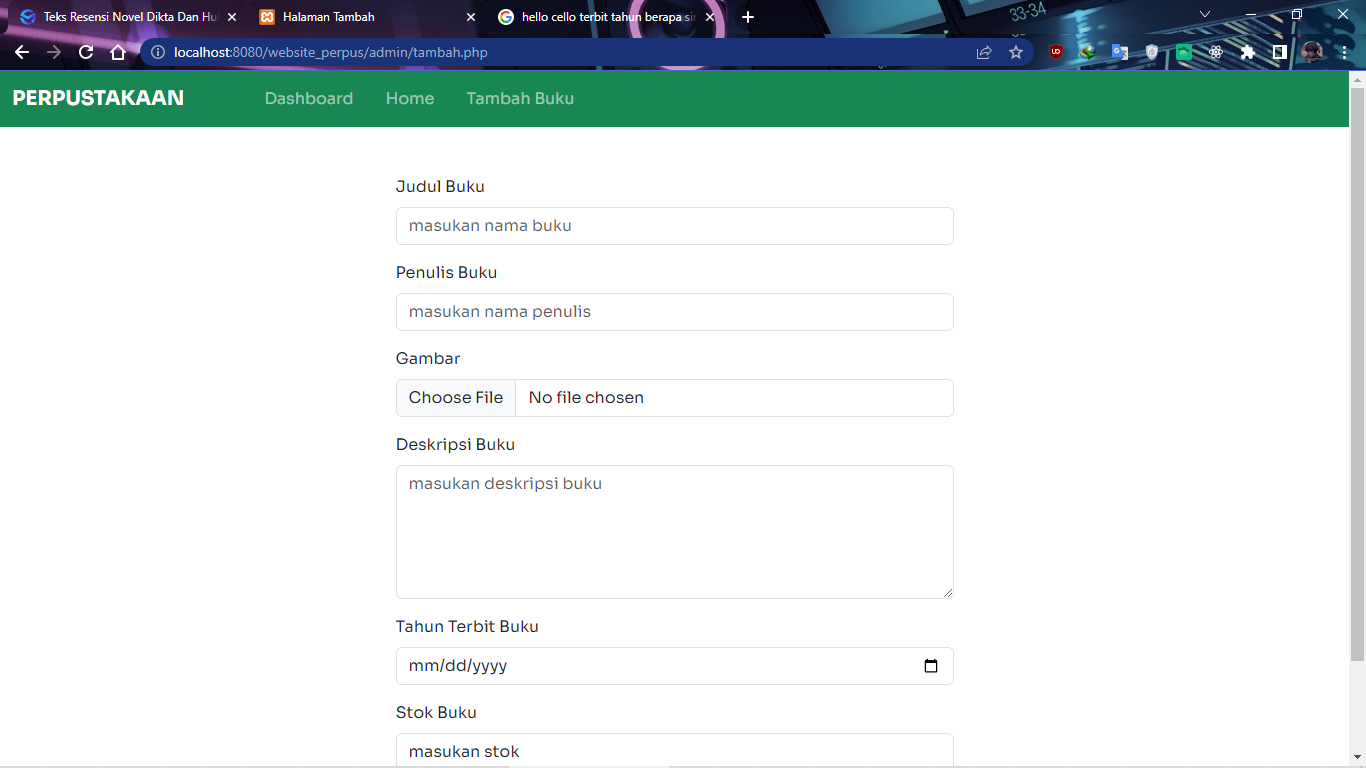 Teks Resensi Novel Dikta Dan Hu
Halaman Tambah
hello cello terbit tahun berapa sir
33-34
localhost:8080/website_perpus/admin/tambah.php
PERPUSTAKAAN
Dashboard
Home
Tambah Buku
Judul Buku
masukan nama buku
Penulis Buku
masukan nama penulis
Gambar
Choose File
No file chosen
Deskripsi Buku
masukan deskripsi buku
Tahun Terbit Buku
mm/dd/yyyy
Stok Buku
masukan stok